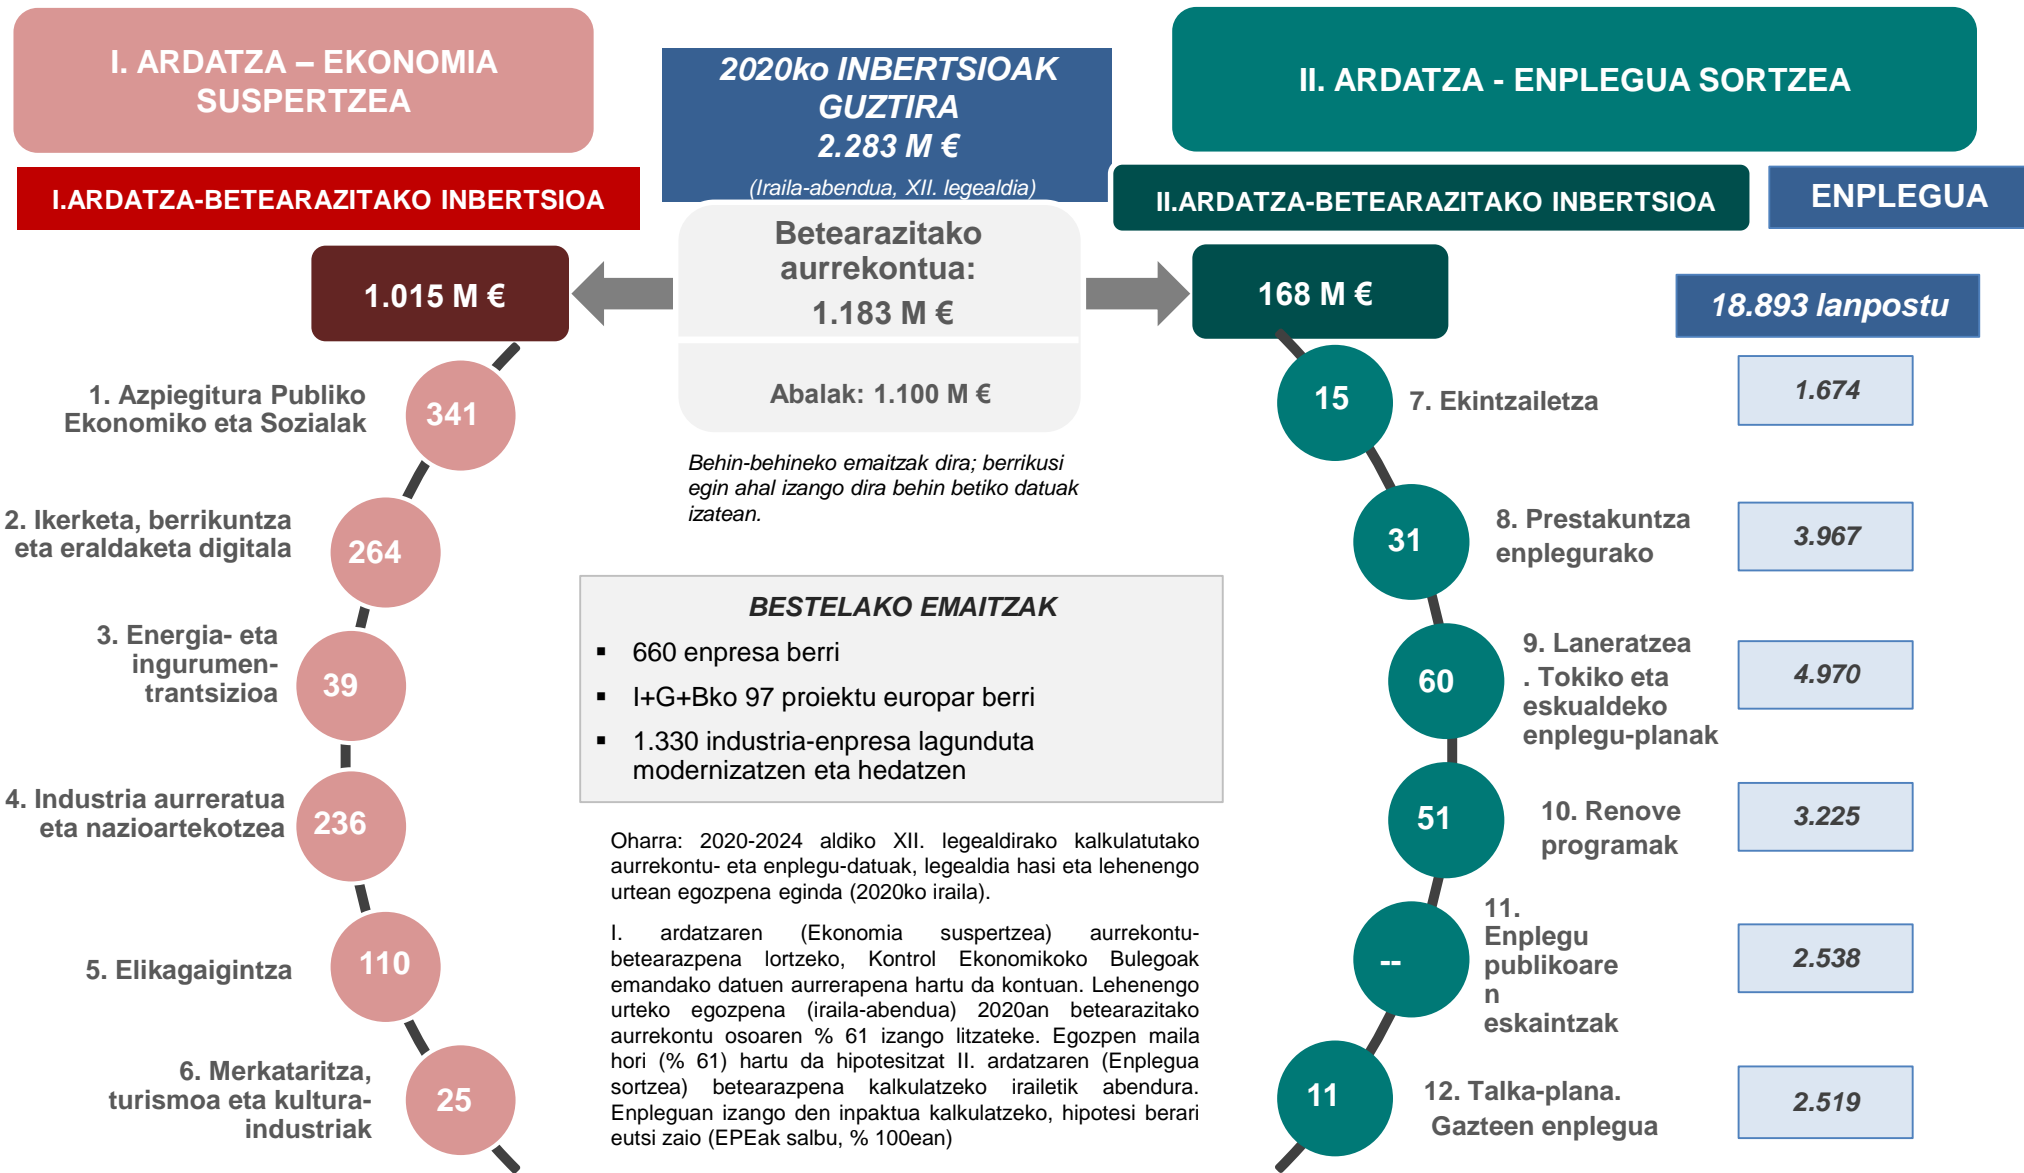 I. ARDATZA – EKONOMIA
SUSPERTZEA
2020ko INBERTSIOAK
GUZTIRA
2.283 M €
(Iraila-abendua, XII. legealdia)
II. ARDATZA - ENPLEGUA SORTZEA
I.ARDATZA-BETEARAZITAKO INBERTSIOA
II.ARDATZA-BETEARAZITAKO INBERTSIOA
ENPLEGUA
1.015 M €
Betearazitako
aurrekontua:
1.183 M €
Abalak: 1.100 M €
168 M €
18.893 lanpostu
1. Azpiegitura Publiko
Ekonomiko eta Sozialak
341
2. Ikerketa, berrikuntza
eta eraldaketa digitala
264
3. Energia- eta
ingurumen-
trantsizioa
39
4. Industria aurreratua
eta nazioartekotzea
236
5. Elikagaigintza
110
6. Merkataritza,
turismoa eta kultura-
industriak
25
Behin-behineko emaitzak dira; berrikusi
egin ahal izango dira behin betiko datuak
izatean.
BESTELAKO EMAITZAK
▪ 660 enpresa berri
▪ I+G+Bko 97 proiektu europar berri
▪ 1.330 industria-enpresa lagunduta
modernizatzen eta hedatzen
Oharra: 2020-2024 aldiko XII. legealdirako kalkulatutako
aurrekontu- eta enplegu-datuak, legealdia hasi eta lehenengo
urtean egozpena eginda (2020ko iraila).
I. ardatzaren (Ekonomia suspertzea) aurrekontu-
betearazpena lortzeko, Kontrol Ekonomikoko Bulegoak
emandako datuen aurrerapena hartu da kontuan. Lehenengo
urteko egozpena (iraila-abendua) 2020an betearazitako
aurrekontu osoaren % 61 izango litzateke. Egozpen maila
hori (% 61) hartu da hipotesitzat II. ardatzaren (Enplegua
sortzea) betearazpena kalkulatzeko irailetik abendura.
Enpleguan izango den inpaktua kalkulatzeko, hipotesi berari
eutsi zaio (EPEak salbu, % 100ean)
15
7. Ekintzailetza
1.674
31
8. Prestakuntza
enplegurako
3.967
60
9. Laneratzea
. Tokiko eta
eskualdeko
enplegu-planak
4.970
51
10. Renove
programak
3.225
--
11.
Enplegu
publikoare
n
eskaintzak
2.538
11
12. Talka-plana.
Gazteen enplegua
2.519